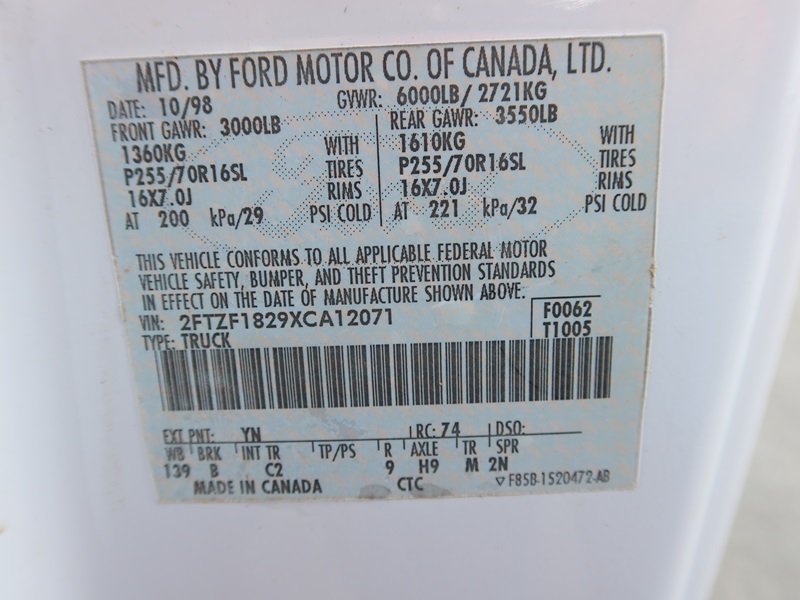 MFD. BY FORD MOTOR CO. OF CANADA, LTD.
DATE: 10/98 GVWR: 6000LB/ 2721KG
FRONT GAWR: 3000LB REAR GAWR: 3550LB
1360KG WITH 1610KG WITH
P255/70R16SL TIRES P255/70R16SL TIRES
16X7.0J RIMS 16X7.0J RIMS
AT 200 kPa/29 PSI COLD AT 221 kPa/32 PSI COLD
THIS VEHICLE CONFORMS TO ALL APPLICABLE FEDERAL MOTOR
VEHICLE SAFETY, BUMPER, AND THEFT PREVENTION STANDARDS
IN EFFECT ON THE DATE OF MANUFACTURE SHOWN ABOVE.
VIN: 2FTZF1829XCA12071 F0062
TYPE: TRUCK T1005
EXT PNT: YN RC: 74 DSO:
WB BRK INT TR TP/PS R AXLE TR SPR
139 B C2 9 H9 M 2N
MADE IN CANADA CTC ▽F85B-1520472-AB